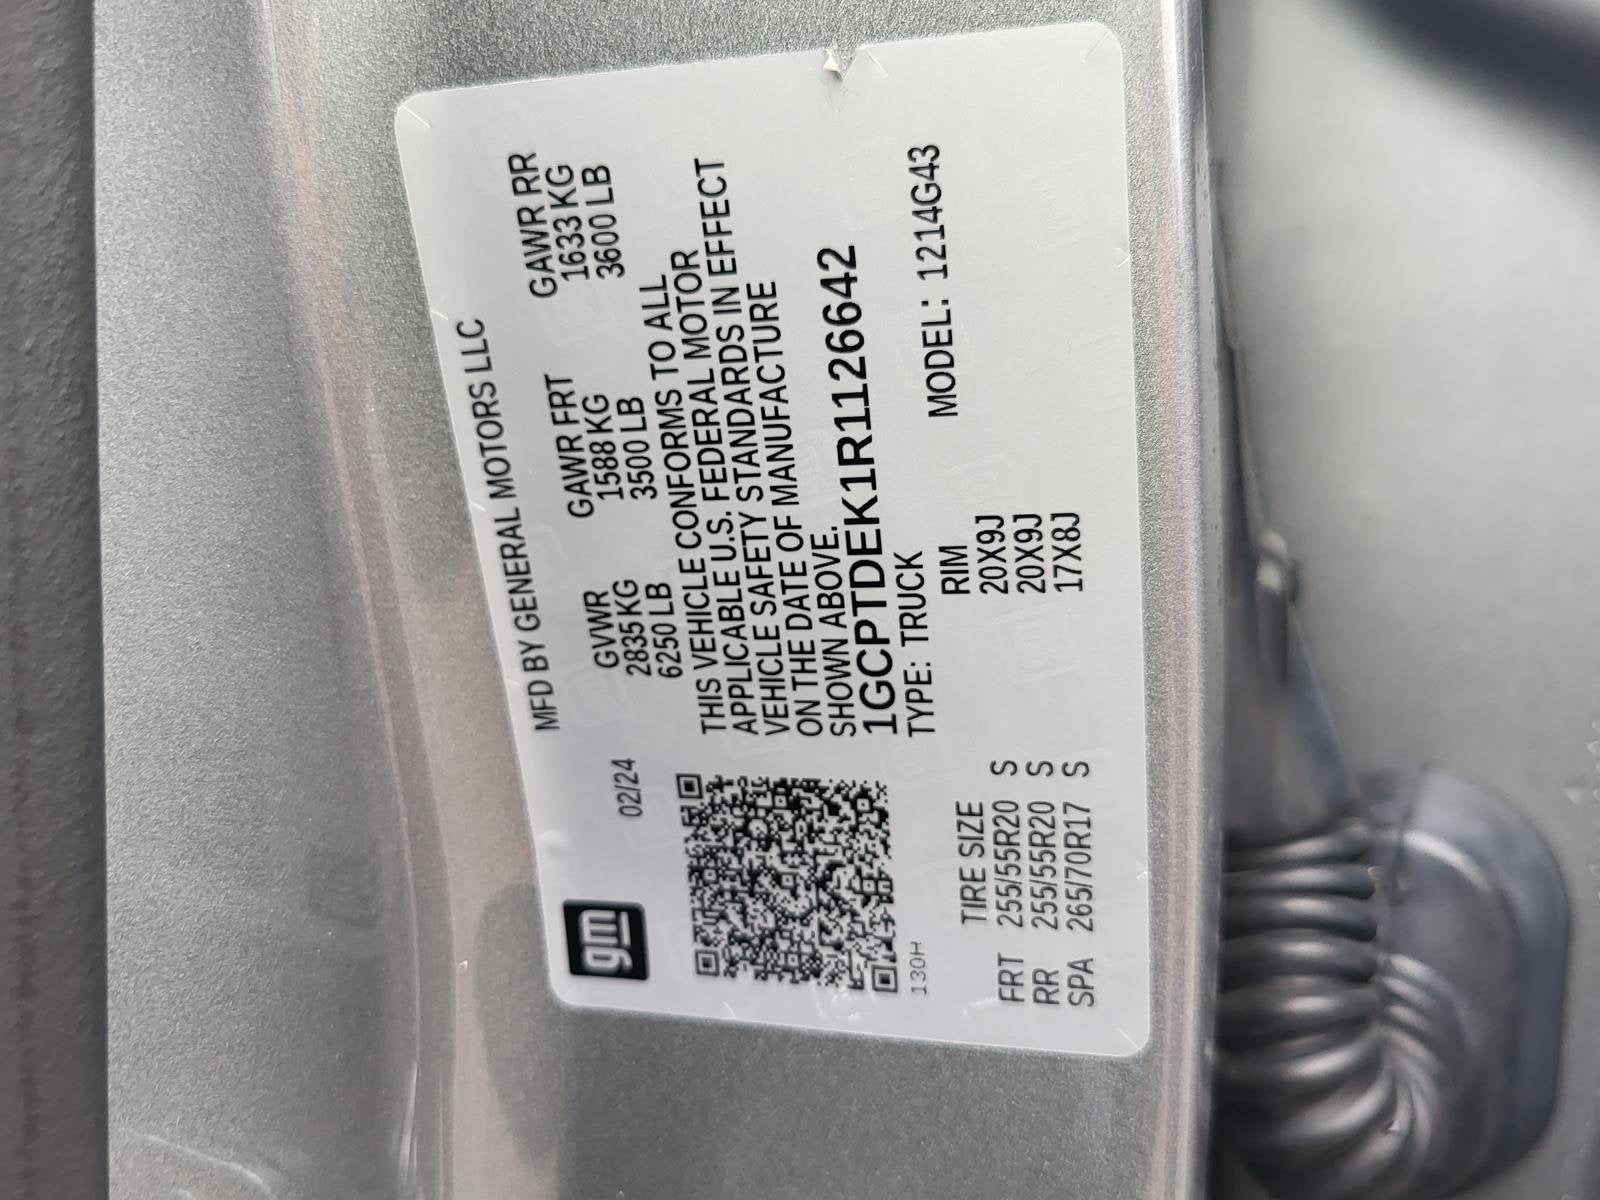 gm
MFD BY GENERAL MOTORS LLC
02/24
GVWR GAWR FRT GAWR RR
2835 KG 1588 KG 1633 KG
6250 LB 3500 LB 3600 LB
THIS VEHICLE CONFORMS TO ALL
APPLICABLE U.S. FEDERAL MOTOR
VEHICLE SAFETY STANDARDS IN EFFECT
ON THE DATE OF MANUFACTURE
SHOWN ABOVE.
1GCPTDEK1R1126642
TYPE: TRUCK MODEL: 1214G43
130H
TIRE SIZE RIM
FRT 255/55R20 S 20X9J
RR 255/55R20 S 20X9J
SPA 265/70R17 S 17X8J